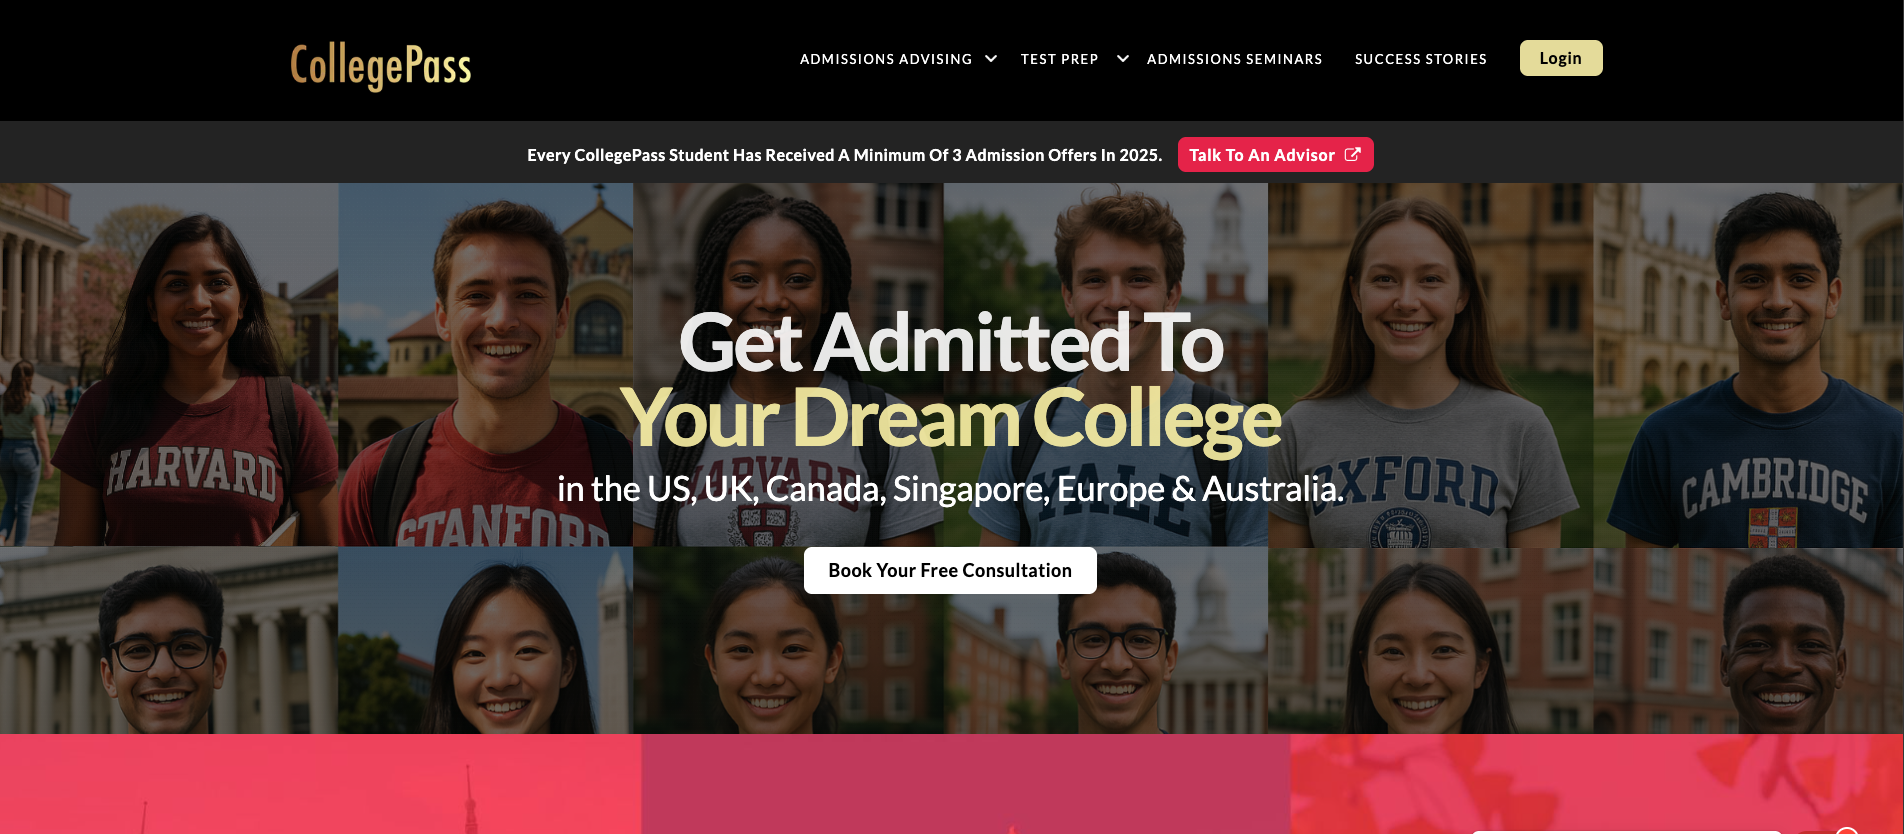 CollegePass
ADMISSIONS ADVISING TEST PREP ADMISSIONS SEMINARS SUCCESS STORIES Login
Every CollegePass Student Has Received A Minimum Of 3 Admission Offers In 2025. Talk To An Advisor
Get Admitted To
Your Dream College
in the US, UK, Canada, Singapore, Europe & Australia.
HARVARD
STANFORD
HARVARD
YALE
OXFORD
CAMBRIDGE
Book Your Free Consultation